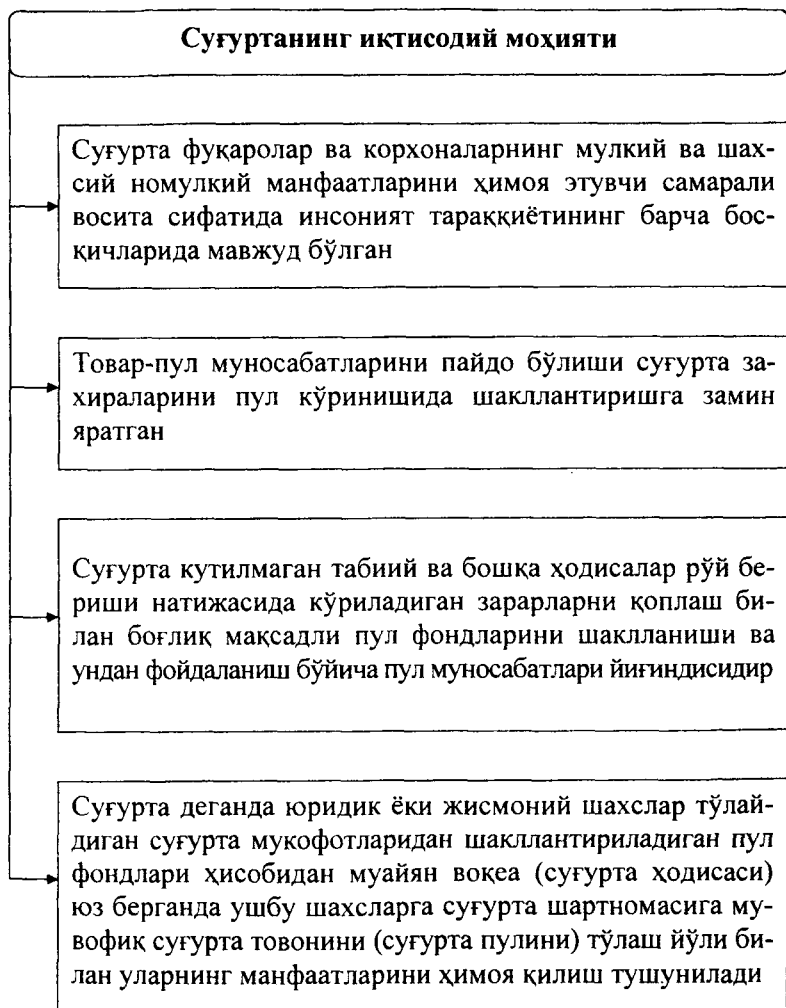 Суғуртанинг иқтисодий моҳияти
Суғурта фуқаролар ва корхоналарнинг мулкий ва шах-
сий номулкий манфаатларини ҳимоя этувчи самарали
восита сифатида инсоният тараққиётининг барча бос-
қичларида мавжуд бўлган
Товар-пул муносабатларини пайдо бўлиши суғурта за-
хираларини пул кўринишида шакллантиришга замин
яратган
Суғурта кутилмаган табиий ва бошқа ҳодисалар рўй бе-
риши натижасида кўриладиган зарарларни қоплаш би-
лан боғлиқ мақсадли пул фондларини шаклланиши ва
ундан фойдаланиш бўйича пул муносабатлари йиғиндисидир
Суғурта деганда юридик ёки жисмоний шахслар тўлай-
диган суғурта мукофотларидан шакллантириладиган пул
фондлари ҳисобидан муайян воқеа (суғурта ҳодисаси)
юз берганда ушбу шахсларга суғурта шартномасига му-
вофиқ суғурта товонини (суғурта пулини) тўлаш йўли би-
лан уларнинг манфаатларини ҳимоя қилиш тушунилади